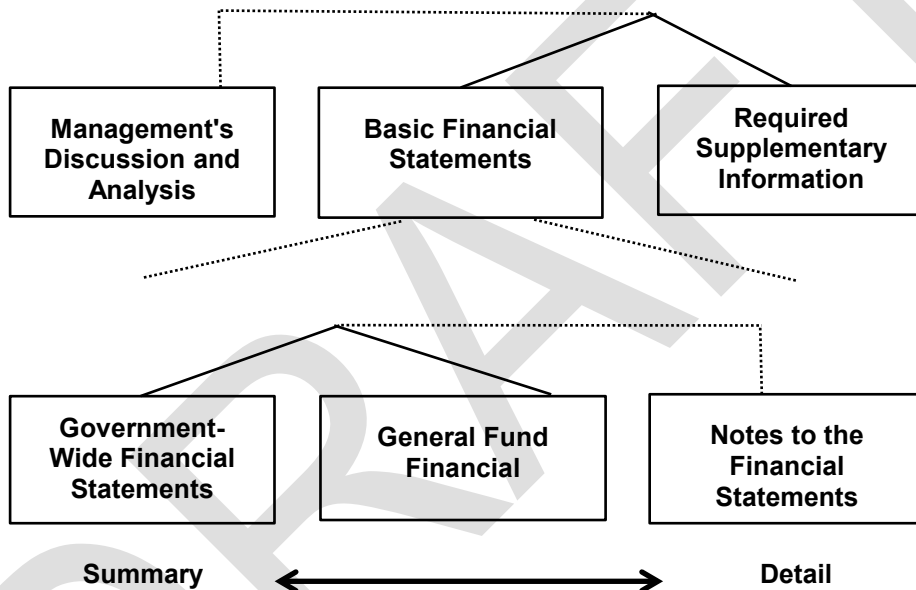 Management's
Discussion and
Analysis
Basic Financial
Statements
Required
Supplementary
Information
Government-
Wide Financial
Statements
General Fund
Financial
Notes to the
Financial
Statements
Summary
Detail
DRAFT